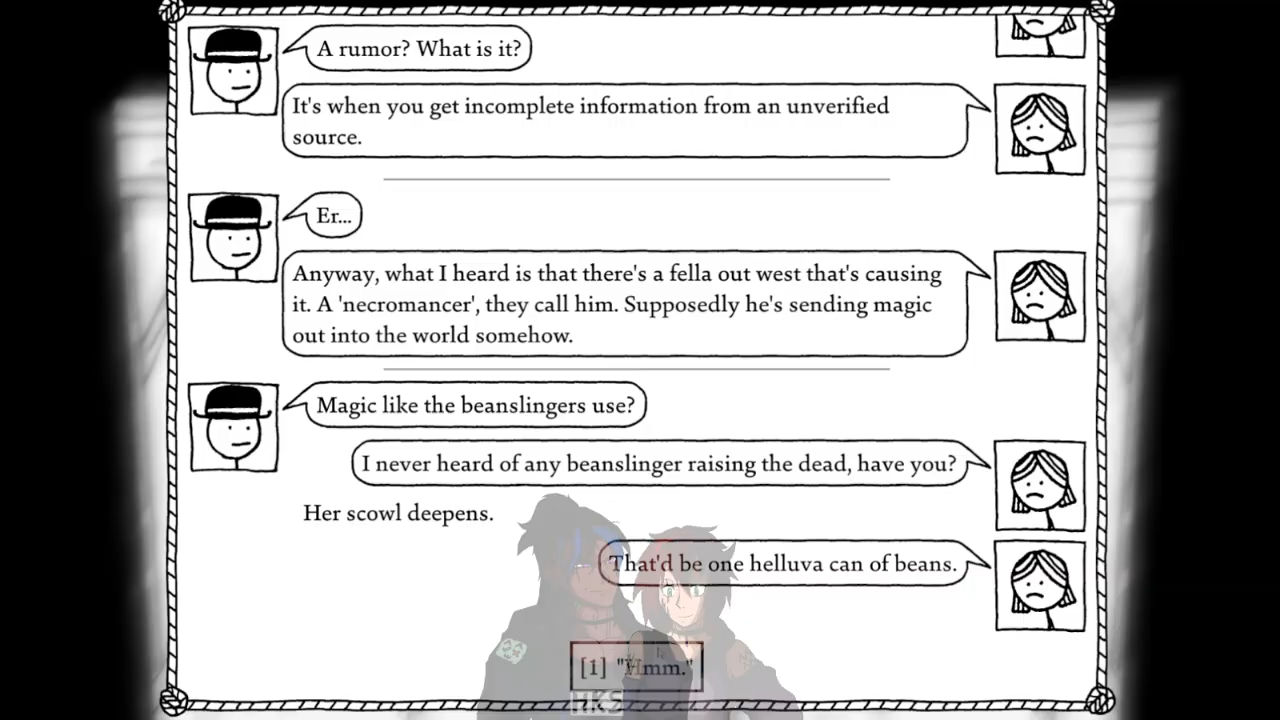 A rumor? What is it?
It's when you get incomplete information from an unverified
source.
Er...
Anyway, what I heard is that there's a fella out west that's causing
it. A 'necromancer', they call him. Supposedly he's sending magic
out into the world somehow.
Magic like the beanslingers use?
I never heard of any beanslinger raising the dead, have you?
Her scowl deepens.
That'd be one helluva can of beans.
[1] "Hmm."
HKS